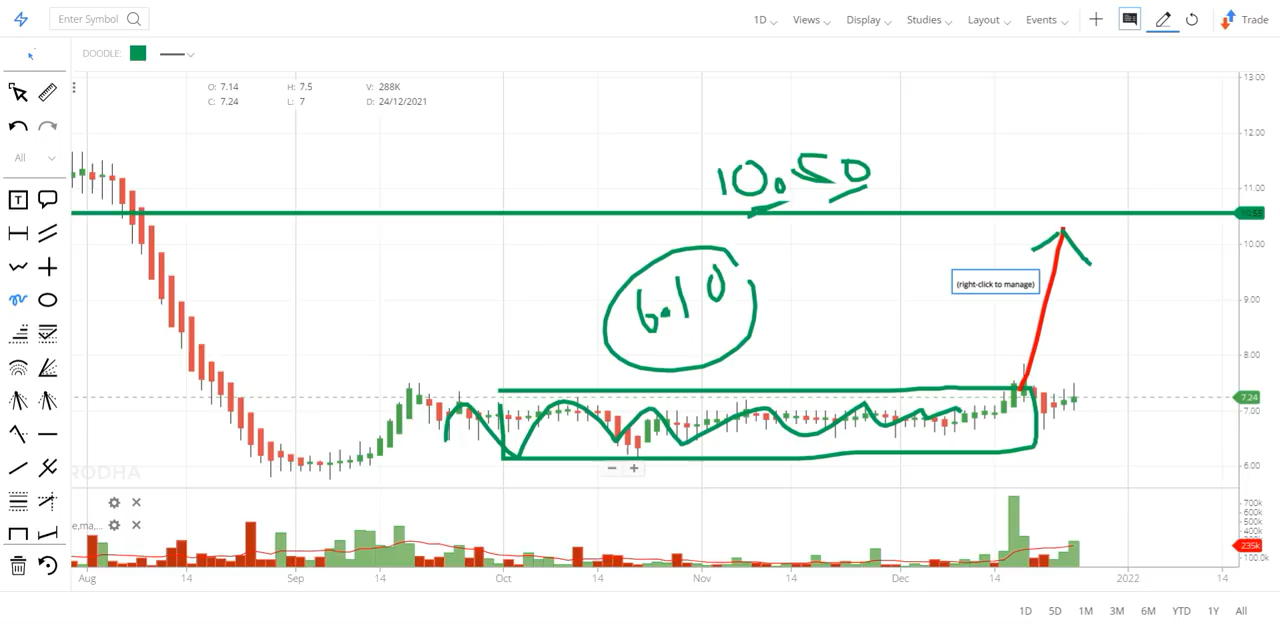 Enter Symbol
1D Views Display Studies Layout Events Trade
DOODLE:
O: 7.14 H: 7.5 V: 288K
C: 7.24 L: 7 D: 24/12/2021
13.00
12.00
11.00
10.50
10.55
10.00
6.10
(right-click to manage)
9.00
8.00
7.24
7.00
6.00
All
RODHA
e,ma,...
700k
600k
500k
400k
235k
100.0k
Aug 14 Sep 14 Oct 14 Nov 14 Dec 14 2022 14
1D 5D 1M 3M 6M YTD 1Y All